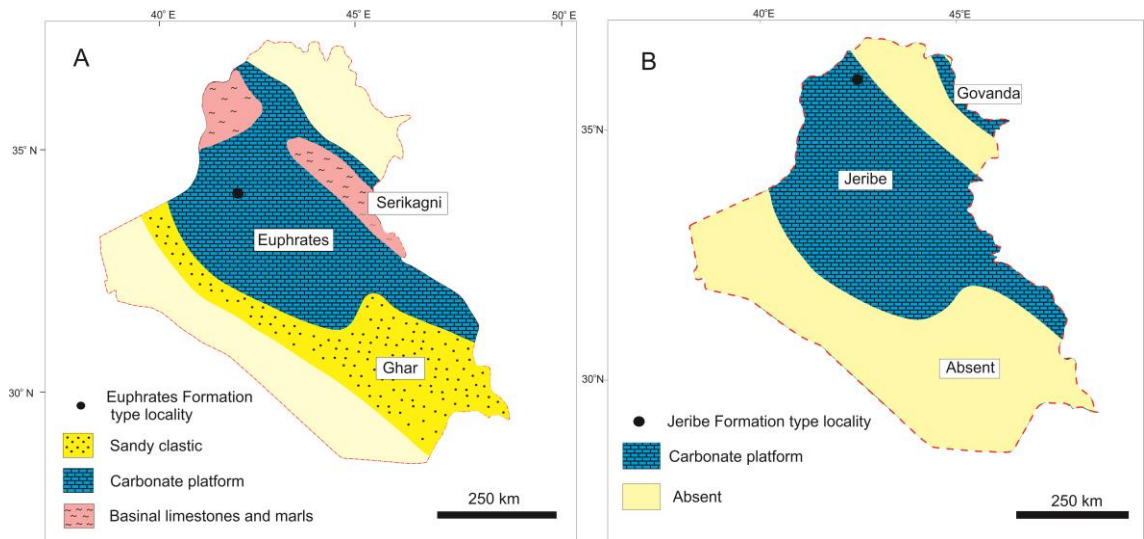 40° E
45° E
50° E
A
35° N
Serikagni
Euphrates
Ghar
30° N
Euphrates Formation
type locality
Sandy clastic
Carbonate platform
Basinal limestones and marls
250 km
40° E
45° E
B
Govanda
35°N
Jeribe
Absent
30°N
Jeribe Formation type locality
Carbonate platform
Absent
250 km